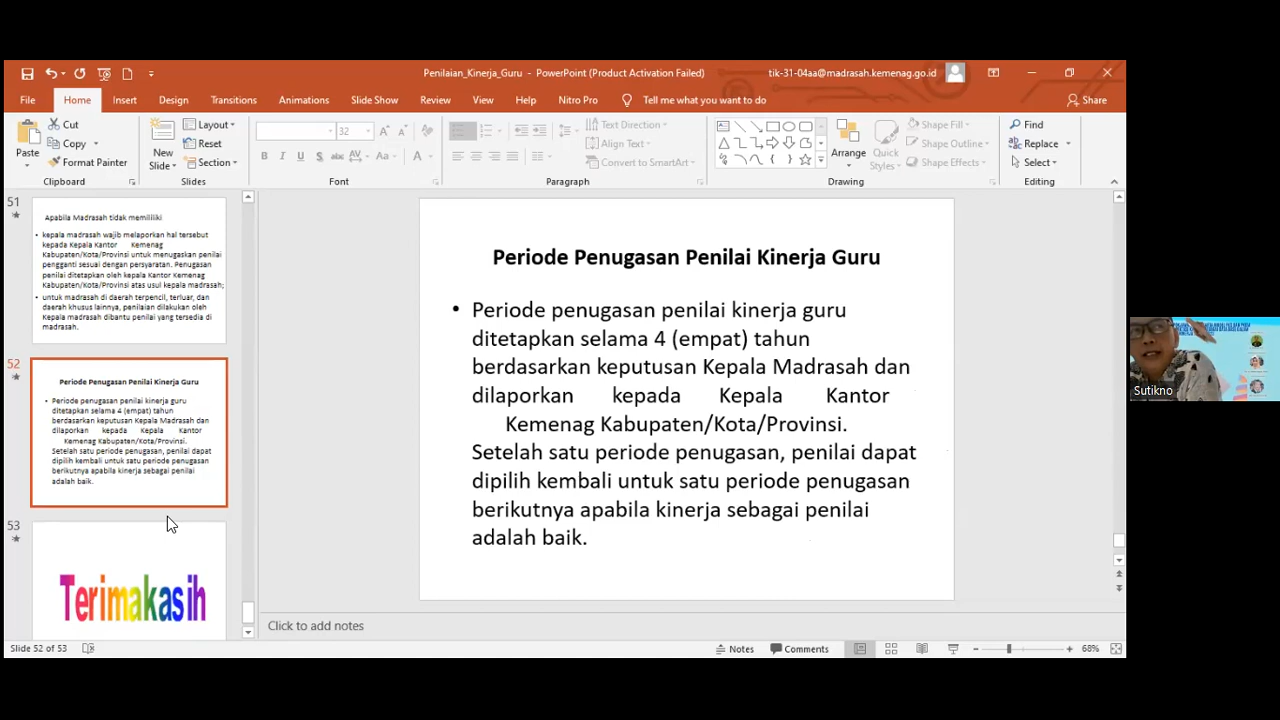 Penilaian_Kinerja_Guru - PowerPoint (Product Activation Failed)
tik-31-04aa@madrasah.kemenag.go.id
File Home Insert Design Transitions Animations Slide Show Review View Help Nitro Pro Tell me what you want to do Share
Paste
Cut
Copy
Format Painter
Clipboard
New Slide
Layout
Reset
Section
Slides
32
Font
Text Direction
Align Text
Convert to SmartArt
Paragraph
Arrange
Quick Styles
Shape Fill
Shape Outline
Shape Effects
Drawing
Find
Replace
Select
Editing
51
Apabila Madrasah tidak memiliiki
• kepala madrasah wajib melaporkan hal tersebut
kepada Kepala Kantor Kemenag
Kabupaten/Kota/Provinsi untuk menugaskan penilai
pengganti sesuai dengan persyaratan. Penugasan
penilai ditetapkan oleh kepala Kantor Kemenag
Kabupaten/Kota/Provinsi atas usul kepala madrasah;
• untuk madrasah di daerah terpencil, terluar, dan
daerah khusus lainnya, penilaian dilakukan oleh
Kepala madrasah dibantu penilai yang tersedia di
madrasah.
52
Periode Penugasan Penilai Kinerja Guru
• Periode penugasan penilai kinerja guru
ditetapkan selama 4 (empat) tahun
berdasarkan keputusan Kepala Madrasah dan
dilaporkan kepada Kepala Kantor
Kemenag Kabupaten/Kota/Provinsi.
Setelah satu periode penugasan, penilai dapat
dipilih kembali untuk satu periode penugasan
berikutnya apabila kinerja sebagai penilai
adalah baik.
53
Terimakasih
Periode Penugasan Penilai Kinerja Guru
• Periode penugasan penilai kinerja guru
ditetapkan selama 4 (empat) tahun
berdasarkan keputusan Kepala Madrasah dan
dilaporkan kepada Kepala Kantor
Kemenag Kabupaten/Kota/Provinsi.
Setelah satu periode penugasan, penilai dapat
dipilih kembali untuk satu periode penugasan
berikutnya apabila kinerja sebagai penilai
adalah baik.
Click to add notes
Sutikno
Slide 52 of 53
Notes
Comments
68%